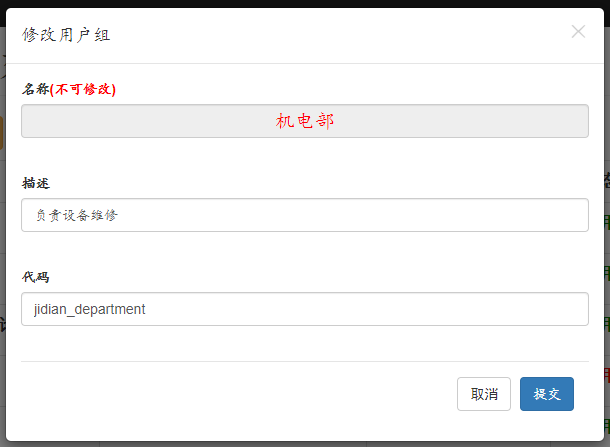 修改用户组
×
名称(不可修改)
机电部
描述
负责设备维修
代码
jidian_department
取消
提交